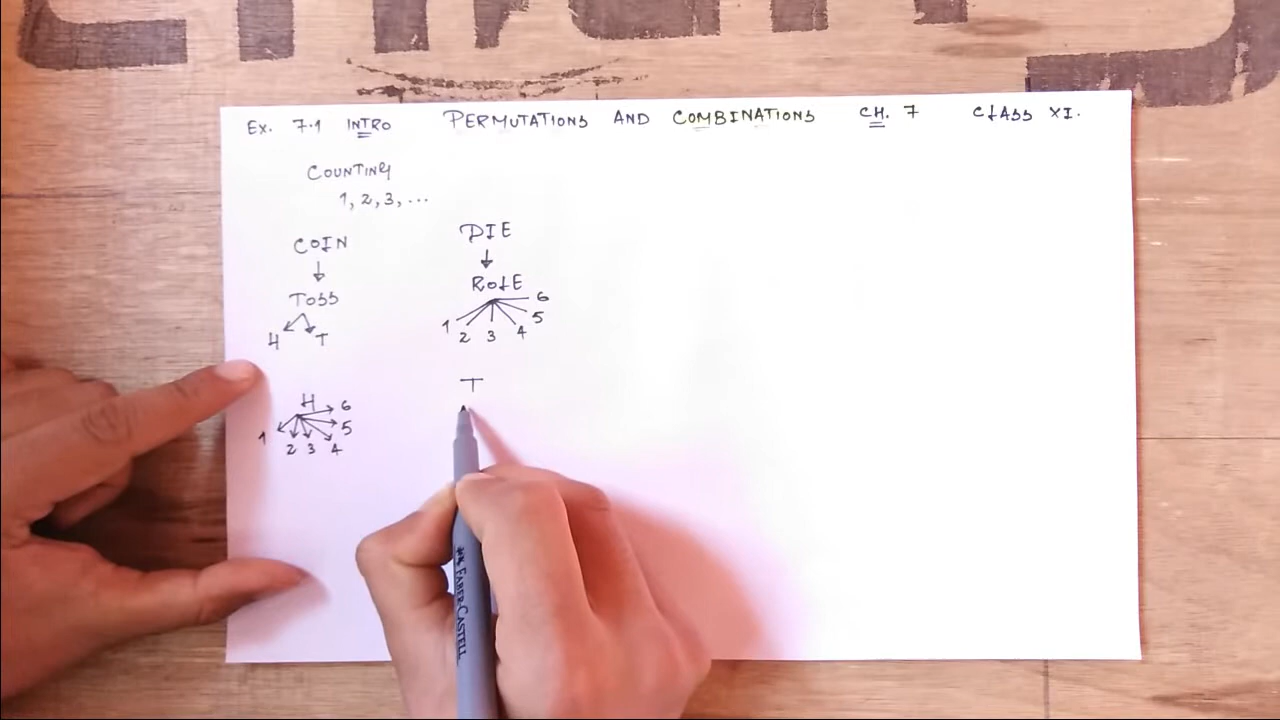 Ex. 7.1 INTRO PERMUTATIONS AND COMBINATIONS CH. 7 CLASS XI.
COUNTING
1, 2, 3, ...
COIN
TOSS
H T
DIE
ROLE
1 2 3 4 5 6
H
1 2 3 4 5 6
T
FABER-CASTELL